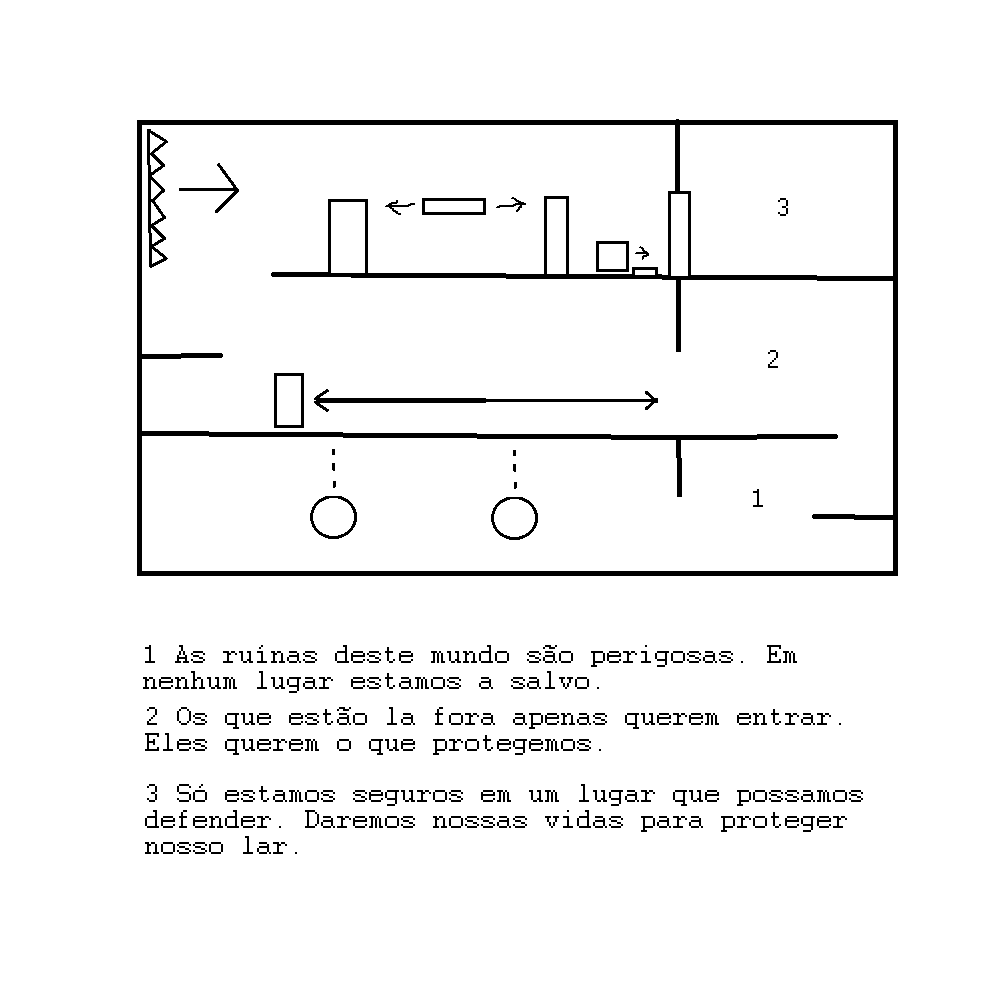 3
2
1
1 As ruínas deste mundo são perigosas. Em
nenhum lugar estamos a salvo.
2 Os que estão la fora apenas querem entrar.
Eles querem o que protegemos.
3 Só estamos seguros em um lugar que possamos
defender. Daremos nossas vidas para proteger
nosso lar.